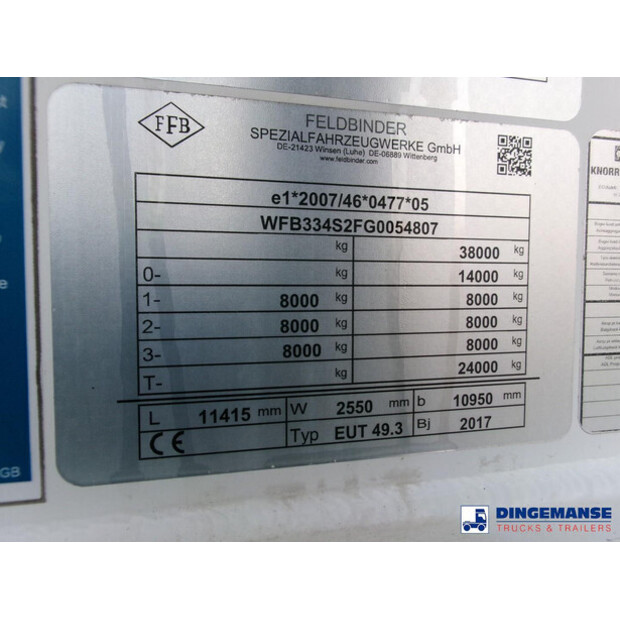 FFB
FELDBINDER
SPEZIALFAHRZEUGWERKE GmbH
DE-21423 Winsen (Luhe) DE-06889 Wittenberg
www.feldbinder.com
e1*2007/46*0477*05
WFB334S2FG0054807
kg 38000 kg
0- kg 14000 kg
1- 8000 kg 8000 kg
2- 8000 kg 8000 kg
3- 8000 kg 8000 kg
T- kg 24000 kg
L 11415 mm W 2550 mm b 10950 mm
CE Typ EUT 49.3 Bj 2017
KNORR
GB
DINGEMANSE
TRUCKS & TRAILERS